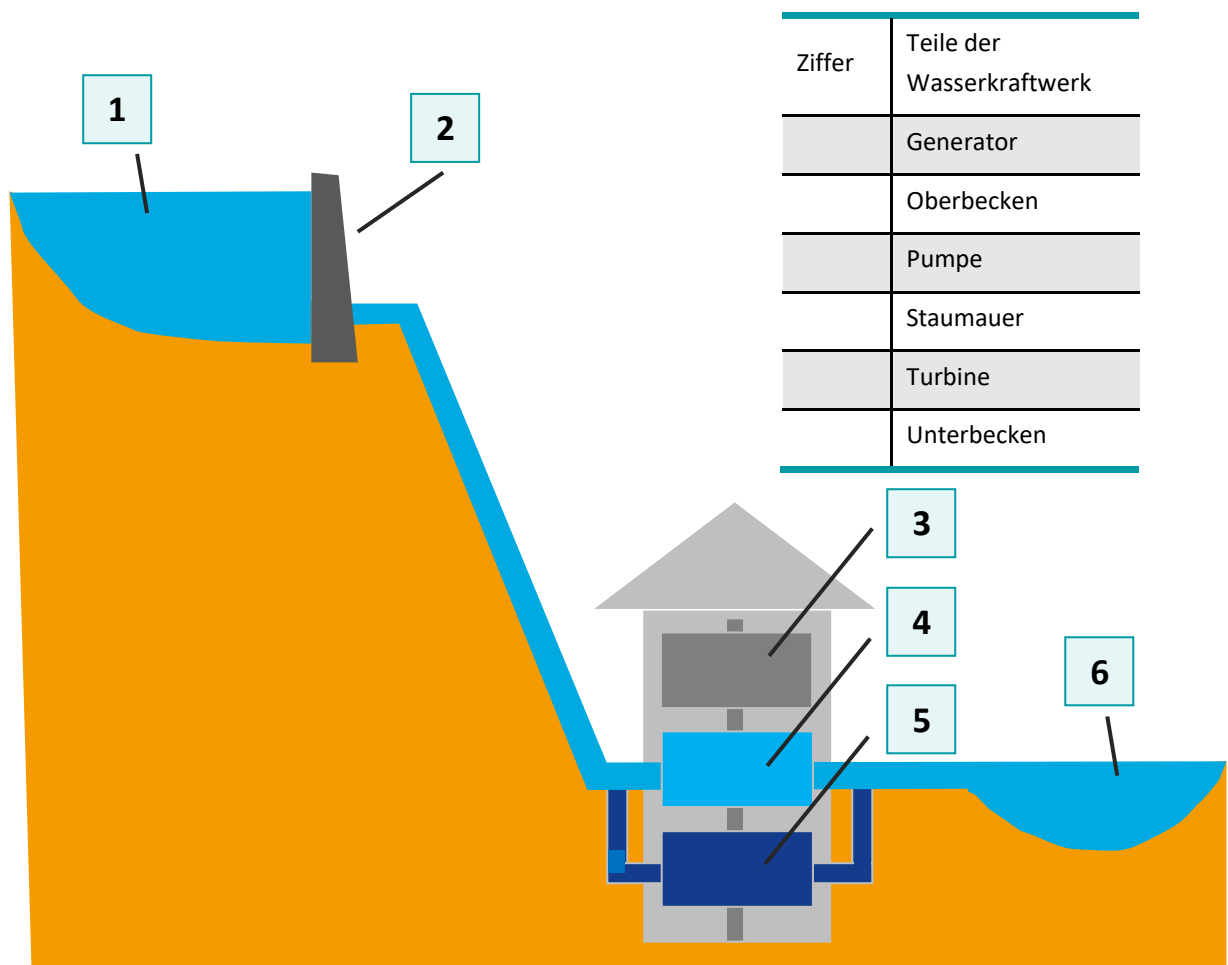 Ziffer
Teile der
Wasserkraftwerk
Generator
Oberbecken
Pumpe
Staumauer
Turbine
Unterbecken
1
2
3
4
5
6